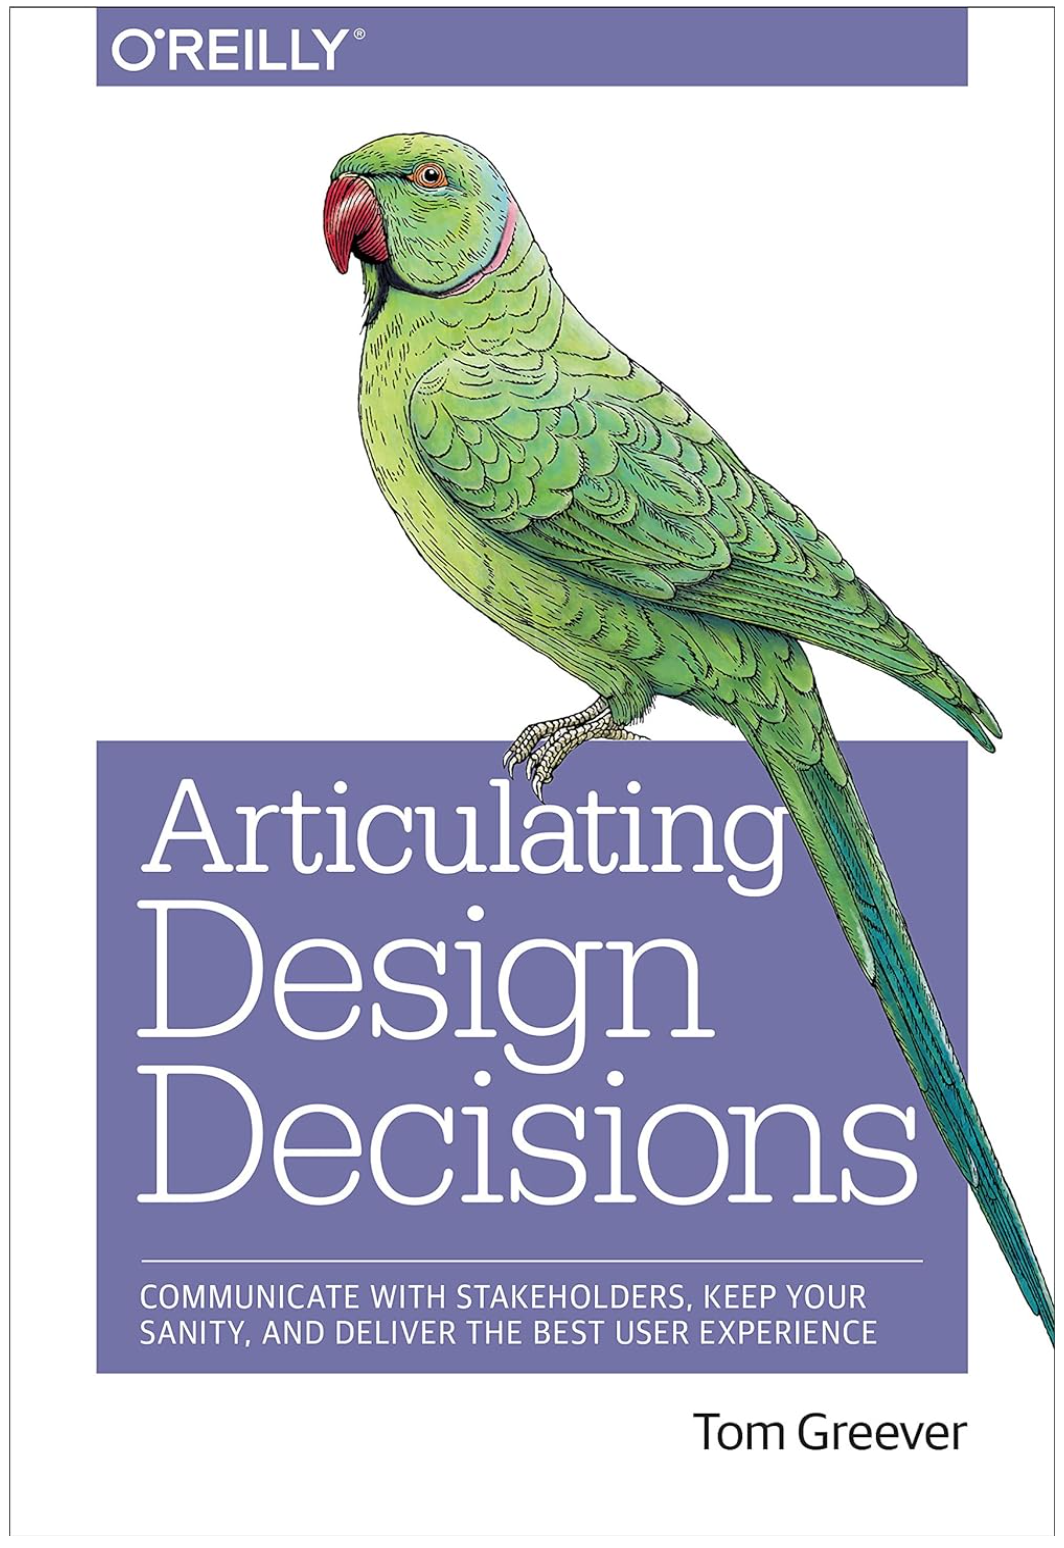 O'REILLY®
Articulating
Design
Decisions
COMMUNICATE WITH STAKEHOLDERS, KEEP YOUR
SANITY, AND DELIVER THE BEST USER EXPERIENCE
Tom Greever